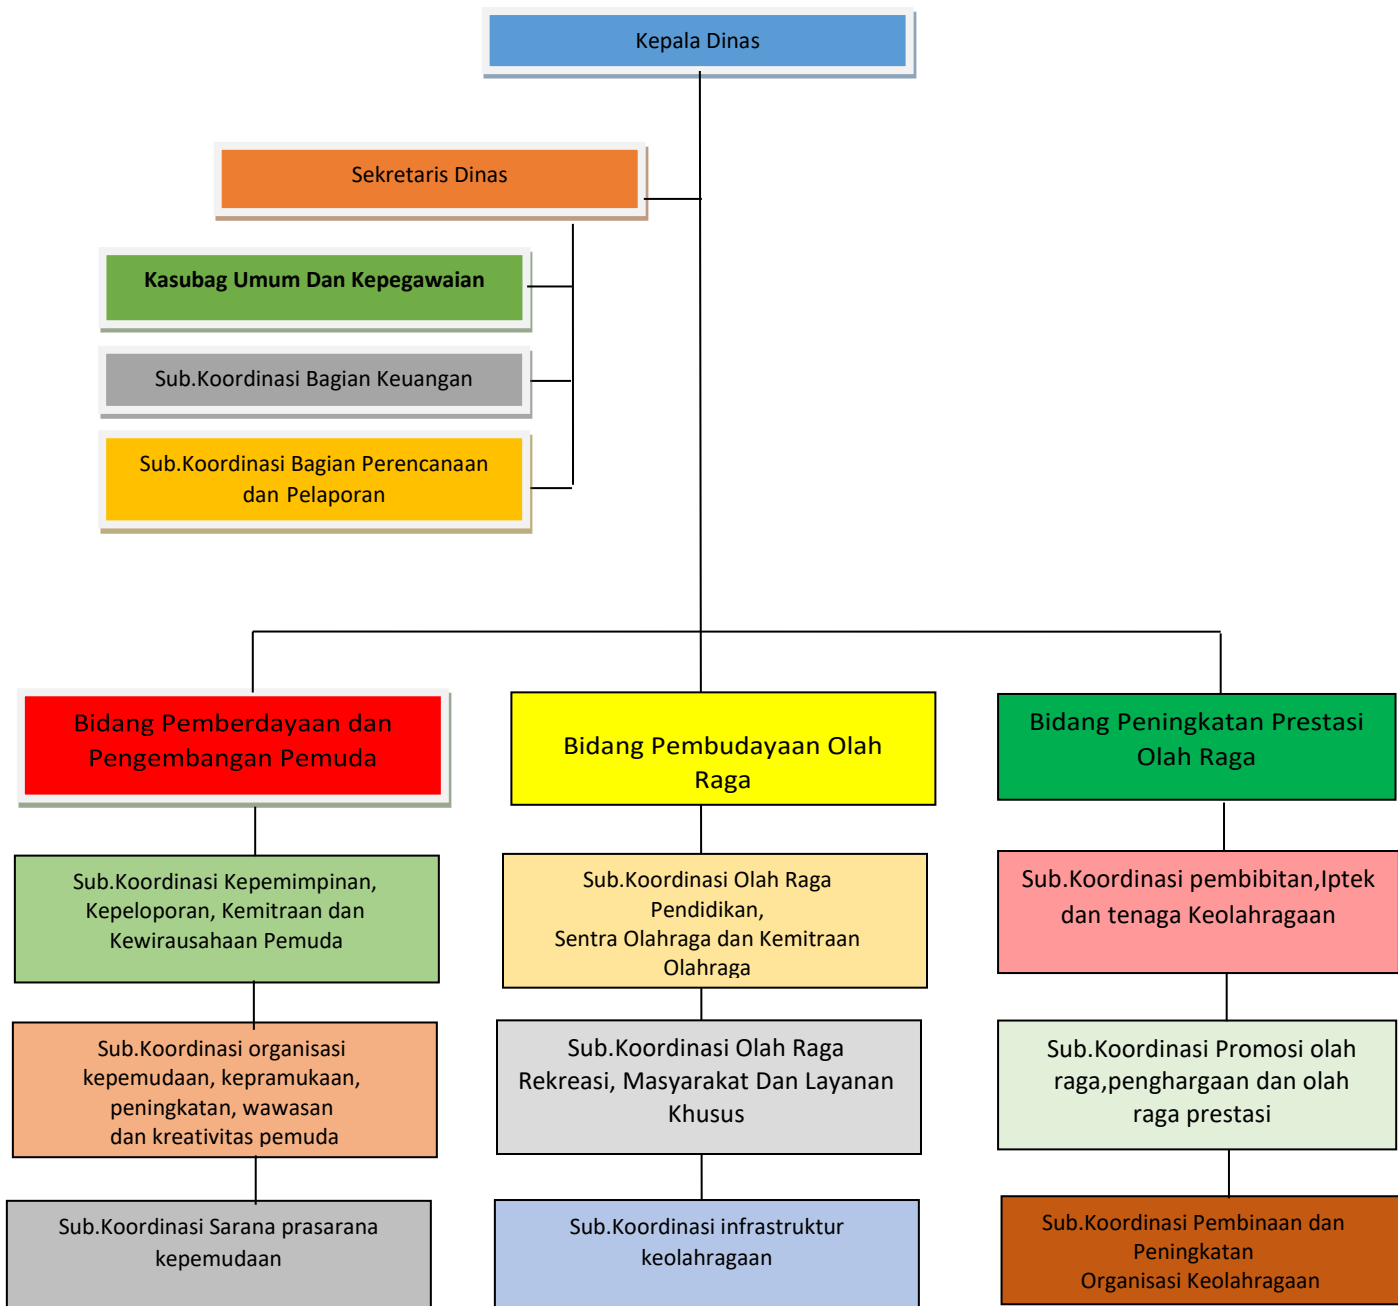 Kepala Dinas
Sekretaris Dinas
Kasubag Umum Dan Kepegawaian
Sub.Koordinasi Bagian Keuangan
Sub.Koordinasi Bagian Perencanaan
dan Pelaporan
Bidang Pemberdayaan dan
Pengembangan Pemuda
Bidang Pembudayaan Olah
Raga
Bidang Peningkatan Prestasi
Olah Raga
Sub.Koordinasi Kepemimpinan,
Kepeloporan, Kemitraan dan
Kewirausahaan Pemuda
Sub.Koordinasi Olah Raga
Pendidikan,
Sentra Olahraga dan Kemitraan
Olahraga
Sub.Koordinasi pembibitan,Iptek
dan tenaga Keolahragaan
Sub.Koordinasi organisasi
kepemudaan, kepramukaan,
peningkatan, wawasan
dan kreativitas pemuda
Sub.Koordinasi Olah Raga
Rekreasi, Masyarakat Dan Layanan
Khusus
Sub.Koordinasi Promosi olah
raga,penghargaan dan olah
raga prestasi
Sub.Koordinasi Sarana prasarana
kepemudaan
Sub.Koordinasi infrastruktur
keolahragaan
Sub.Koordinasi Pembinaan dan
Peningkatan
Organisasi Keolahragaan